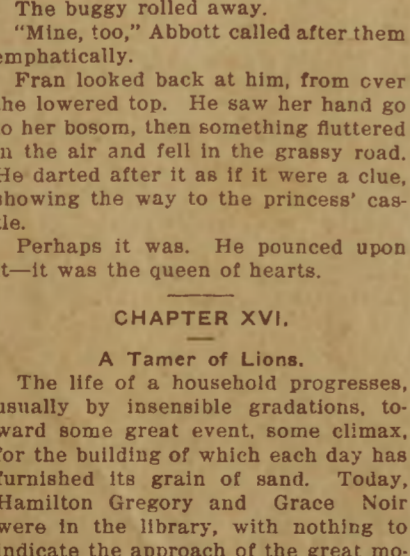 The buggy rolled away.
"Mine, too," Abbott called after them
emphatically.
Fran looked back at him, from over
the lowered top. He saw her hand go
to her bosom, then something fluttered
in the air and fell in the grassy road.
He darted after it as if it were a clue,
showing the way to the princess' cas-
tle.
Perhaps it was. He pounced upon
it—it was the queen of hearts.
CHAPTER XVI.
A Tamer of Lions.
The life of a household progresses,
usually by insensible gradations, to-
ward some great event, some climax,
for the building of which each day has
furnished its grain of sand. Today,
Hamilton Gregory and Grace Noir
were in the library, with nothing to
indicate the approach of the great mo-